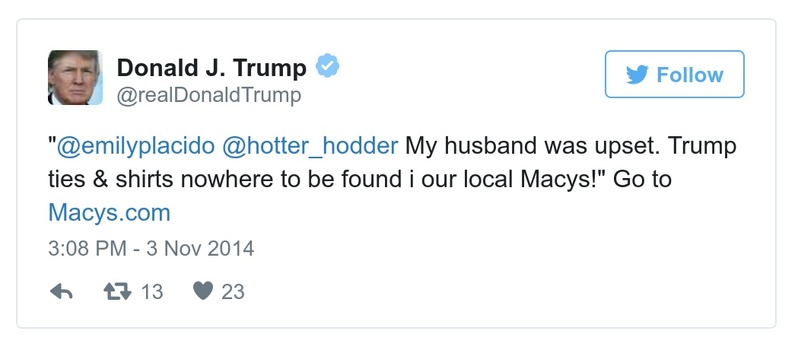 Donald J. Trump
@realDonaldTrump
Follow
"@emilyplacido @hotter_hodder My husband was upset. Trump
ties & shirts nowhere to be found i our local Macys!" Go to
Macys.com
3:08 PM - 3 Nov 2014
13 23